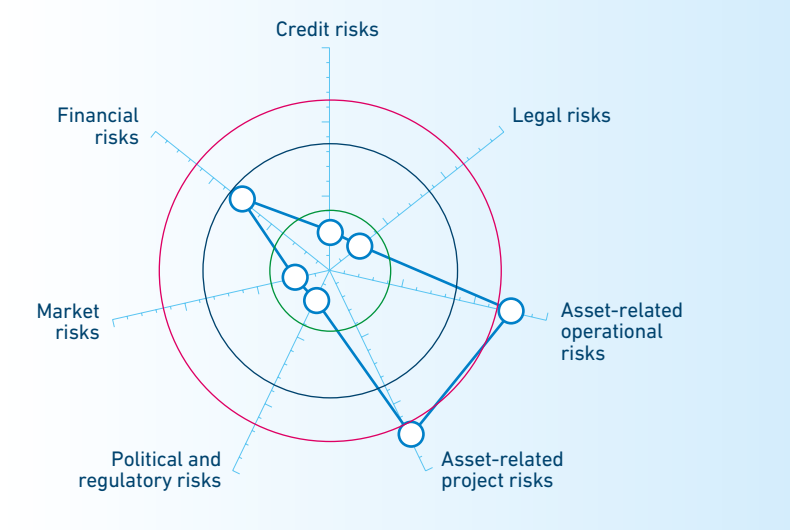 Credit risks
Financial
risks
Legal risks
Market
risks
Asset-related
operational
risks
Political and
regulatory risks
Asset-related
project risks